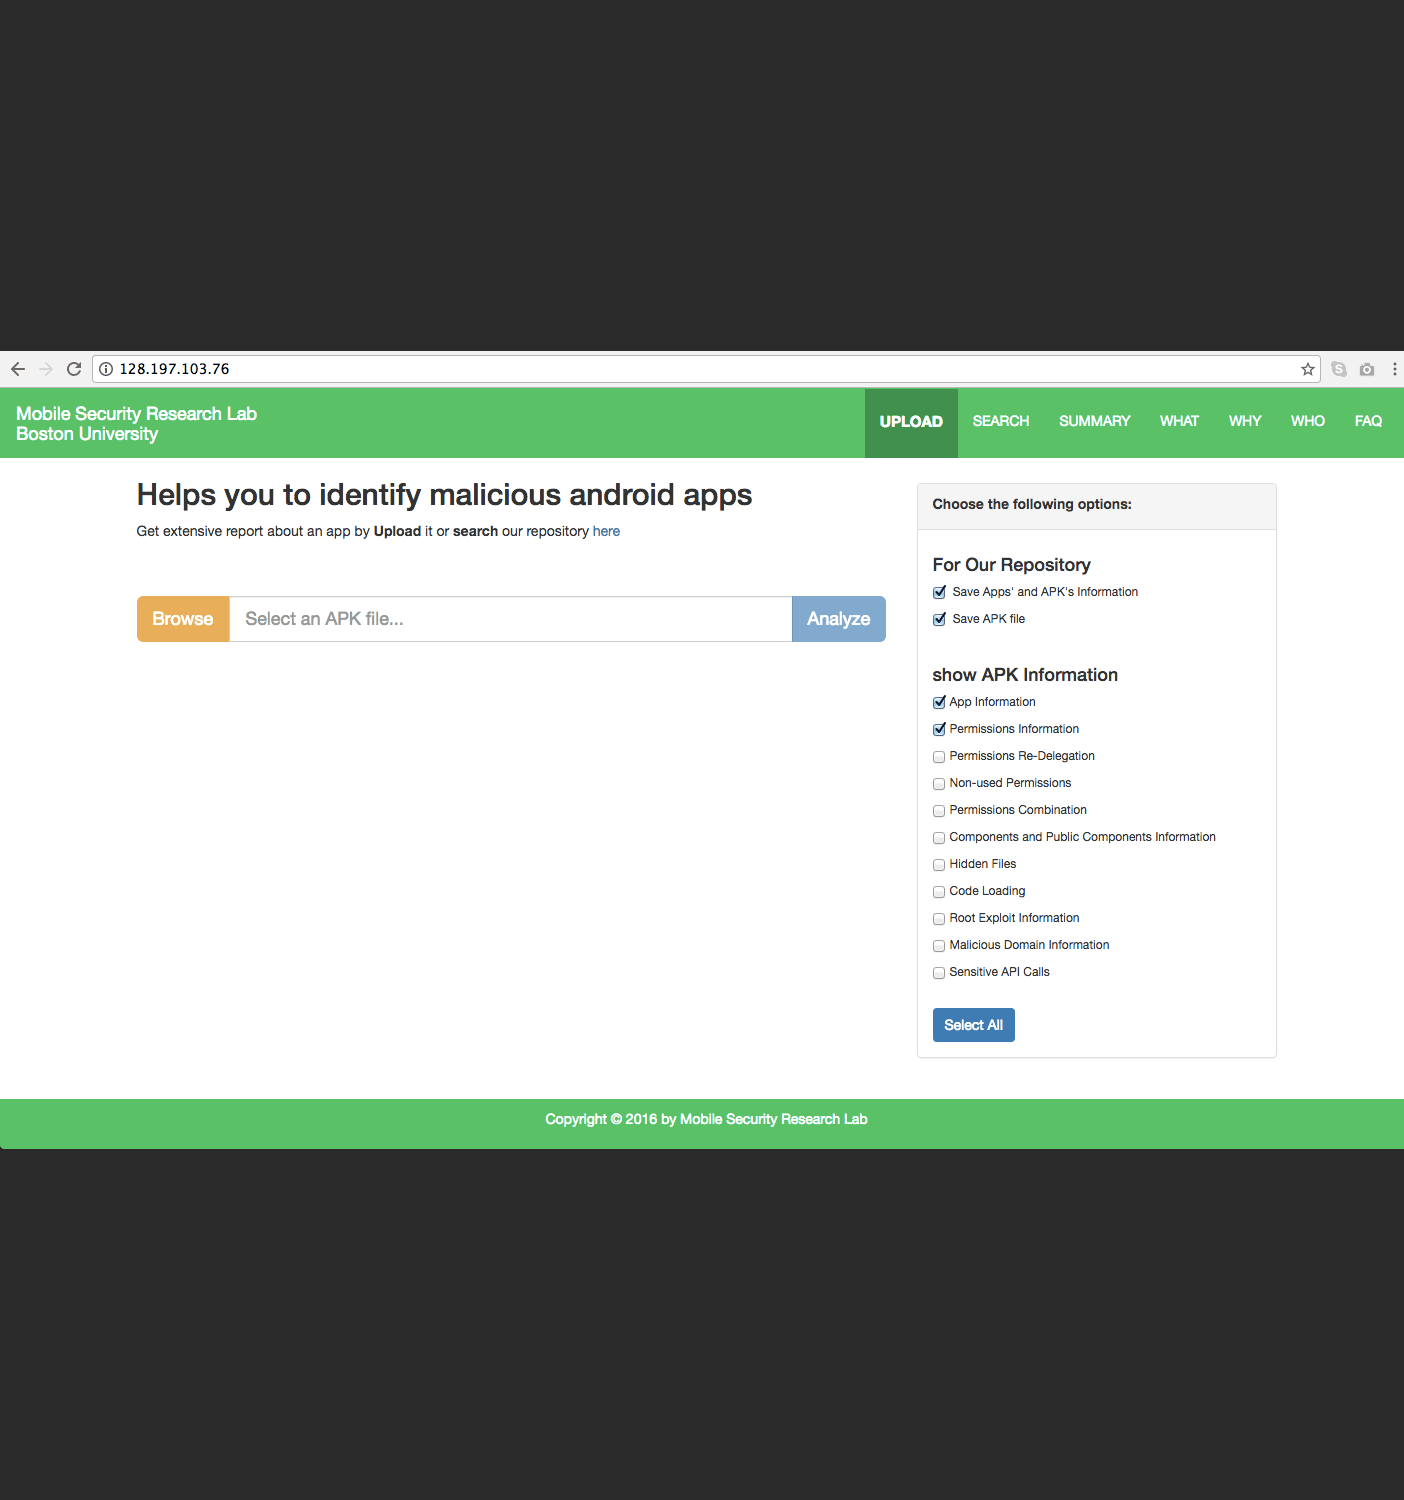 128.197.103.76
Mobile Security Research Lab
Boston University
UPLOAD SEARCH SUMMARY WHAT WHY WHO FAQ
Helps you to identify malicious android apps
Get extensive report about an app by Upload it or search our repository here
Browse Select an APK file... Analyze
Choose the following options:
For Our Repository
Save Apps' and APK's Information
Save APK file
show APK Information
App Information
Permissions Information
Permissions Re-Delegation
Non-used Permissions
Permissions Combination
Components and Public Components Information
Hidden Files
Code Loading
Root Exploit Information
Malicious Domain Information
Sensitive API Calls
Select All
Copyright © 2016 by Mobile Security Research Lab